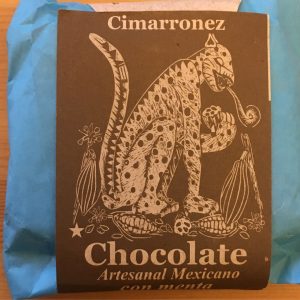 Cimarronez
Chocolate
Artesanal Mexicano
con menta